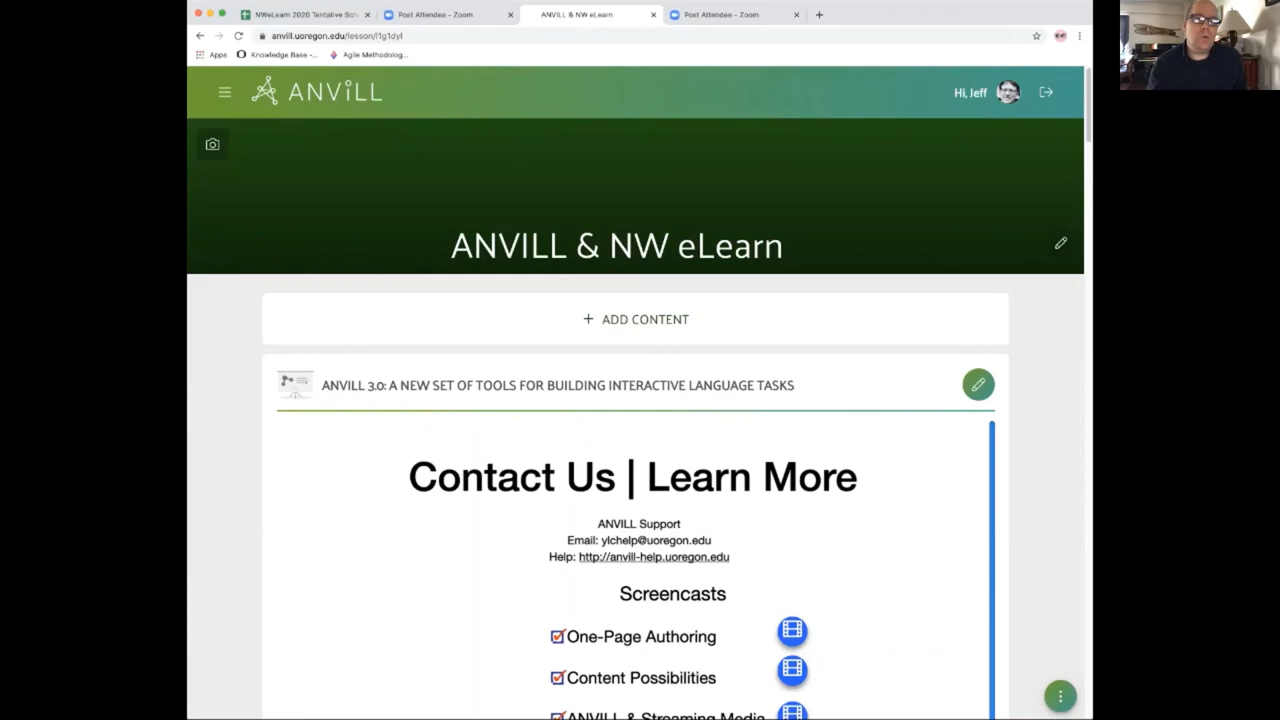 NWeLearn 2020 Tentative Sch
Post Attendee - Zoom
ANVILL & NW eLearn
Post Attendee - Zoom
anvill.uoregon.edu/lesson/l1g1dyl
Apps
Knowledge Base -...
Agile Methodolog...
ANViLL
Hi, Jeff
ANVILL & NW eLearn
+ ADD CONTENT
ANVILL 3.0: A NEW SET OF TOOLS FOR BUILDING INTERACTIVE LANGUAGE TASKS
Contact Us | Learn More
ANVILL Support
Email: ylchelp@uoregon.edu
Help: http://anvill-help.uoregon.edu
Screencasts
One-Page Authoring
Content Possibilities
ANVILL & Streaming Media